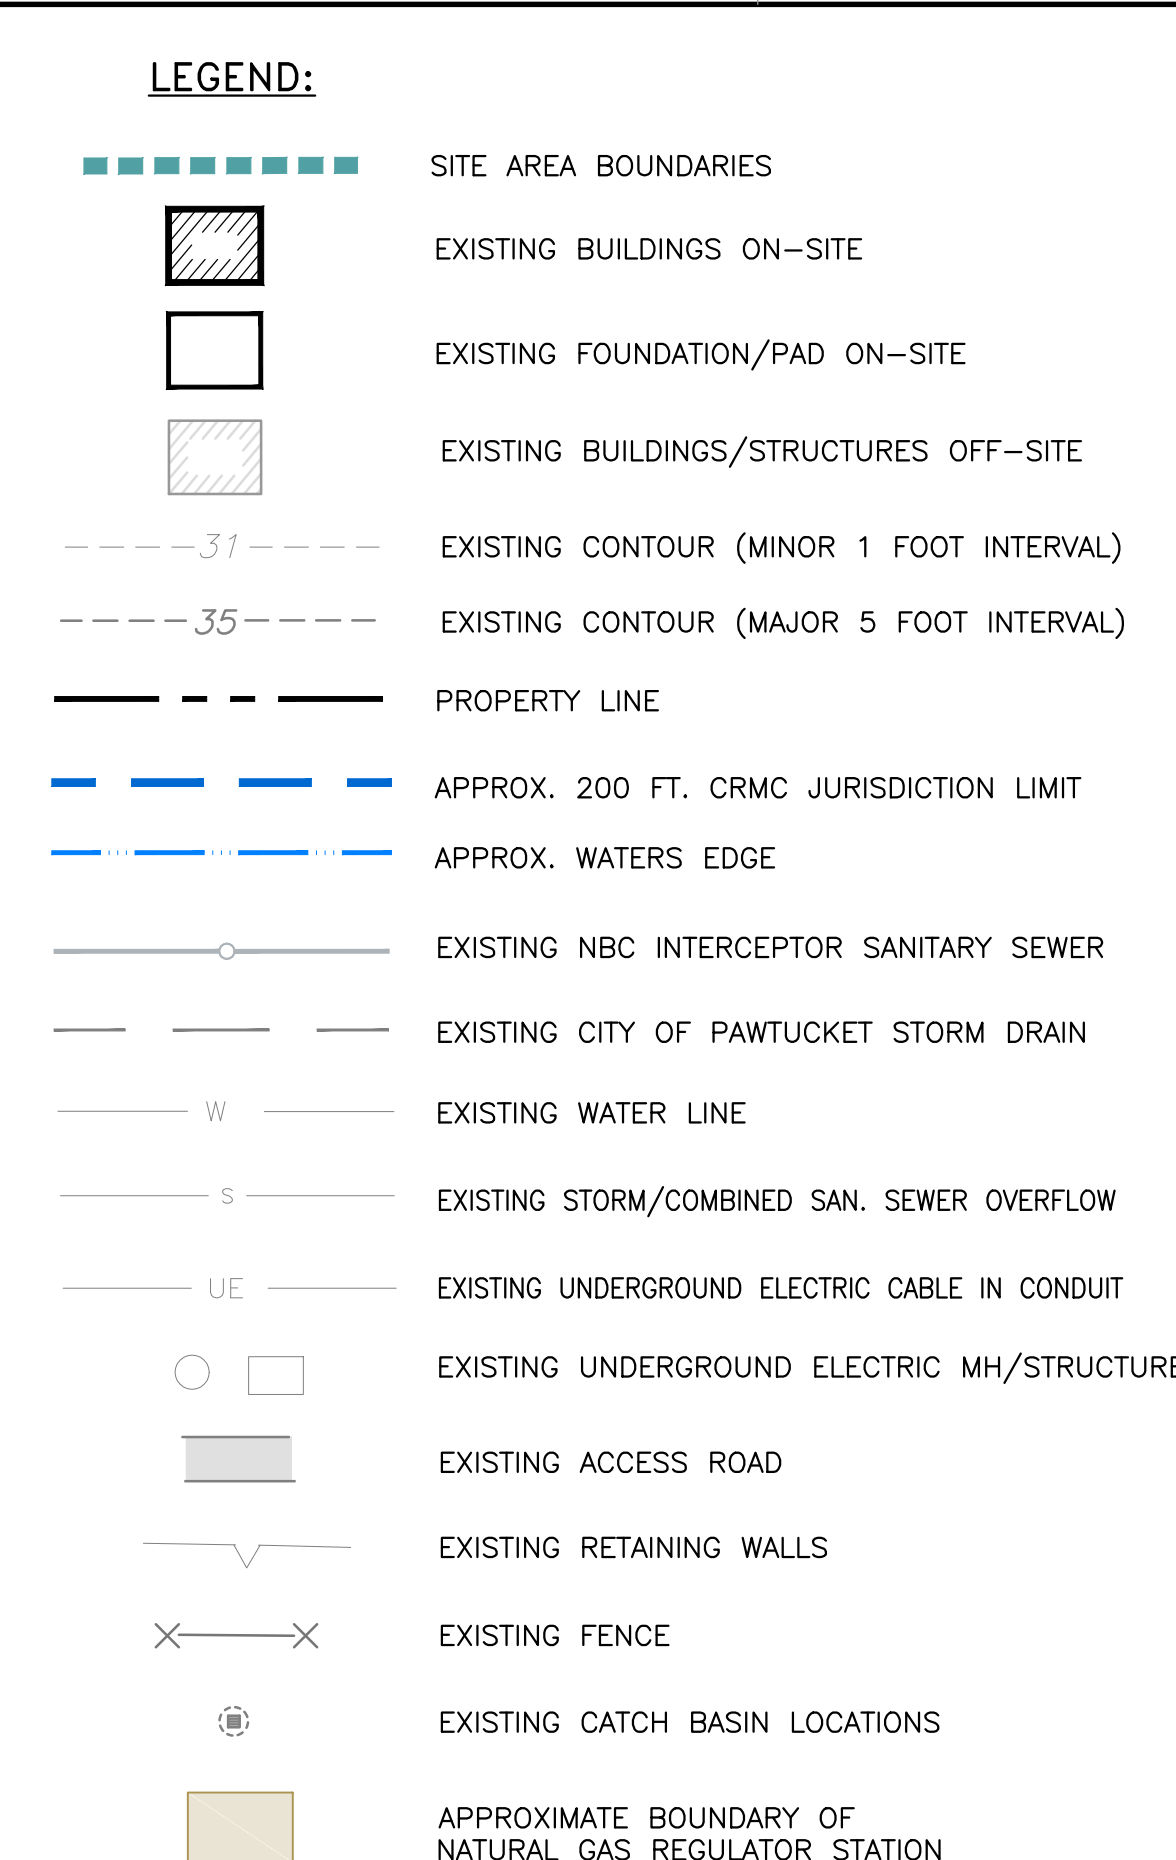 LEGEND:
SITE AREA BOUNDARIES
EXISTING BUILDINGS ON-SITE
EXISTING FOUNDATION/PAD ON-SITE
EXISTING BUILDINGS/STRUCTURES OFF-SITE
31 EXISTING CONTOUR (MINOR 1 FOOT INTERVAL)
35 EXISTING CONTOUR (MAJOR 5 FOOT INTERVAL)
PROPERTY LINE
APPROX. 200 FT. CRMC JURISDICTION LIMIT
APPROX. WATERS EDGE
EXISTING NBC INTERCEPTOR SANITARY SEWER
EXISTING CITY OF PAWTUCKET STORM DRAIN
W EXISTING WATER LINE
S EXISTING STORM/COMBINED SAN. SEWER OVERFLOW
UE EXISTING UNDERGROUND ELECTRIC CABLE IN CONDUIT
EXISTING UNDERGROUND ELECTRIC MH/STRUCTURE
EXISTING ACCESS ROAD
EXISTING RETAINING WALLS
EXISTING FENCE
EXISTING CATCH BASIN LOCATIONS
APPROXIMATE BOUNDARY OF
NATURAL GAS REGULATOR STATION